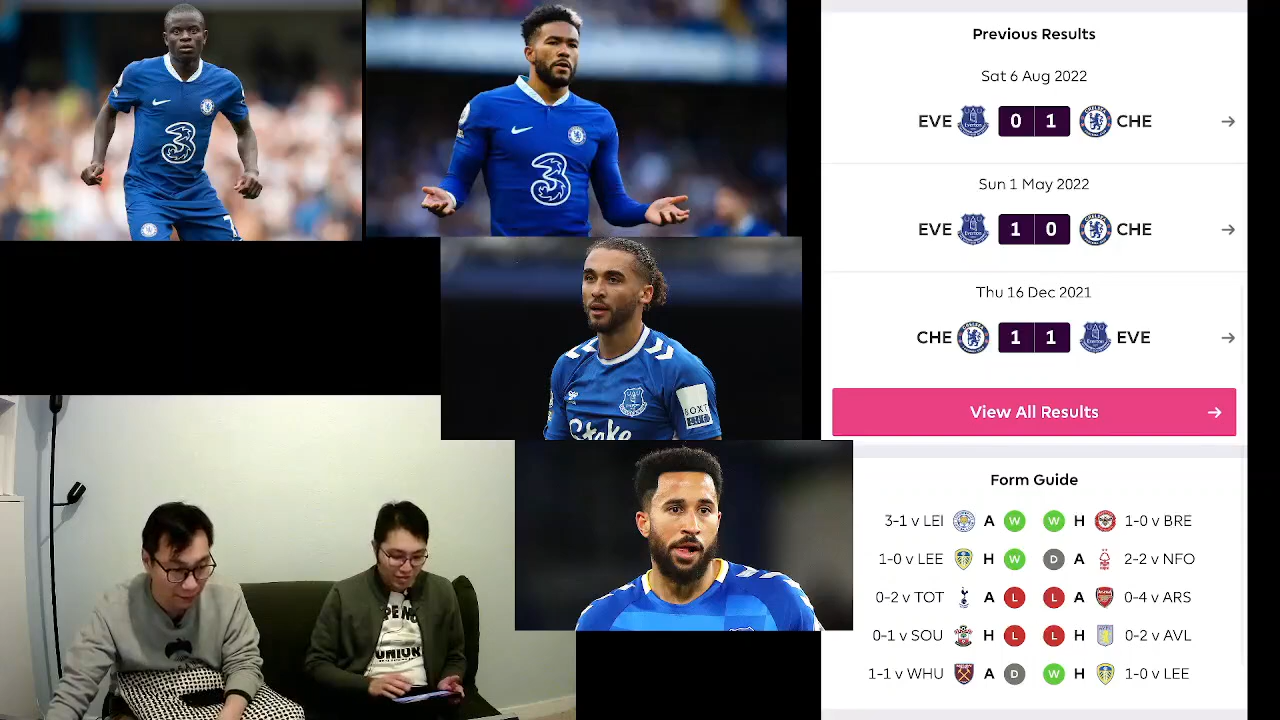 3
7
3
Stake
Previous Results
Sat 6 Aug 2022
EVE 0 1 CHE
Sun 1 May 2022
EVE 1 0 CHE
Thu 16 Dec 2021
CHE 1 1 EVE
View All Results
Form Guide
3-1 v LEI A W W H 1-0 v BRE
1-0 v LEE H W D A 2-2 v NFO
0-2 v TOT A L L A 0-4 v ARS
0-1 v SOU H L L H 0-2 v AVL
1-1 v WHU A D W H 1-0 v LEE
UNION